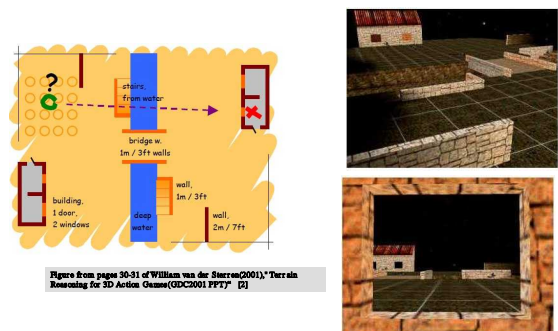 ?
stairs,
from water
bridge w.
1m / 3ft walls
building,
1 door,
2 windows
deep
water
wall,
1m / 3ft
wall,
2m / 7ft
Figure from pages 30-31 of William van der Sterren(2001),"Terrain
Reasoning for 3D Action Games(GDC2001 PPT)" [2]